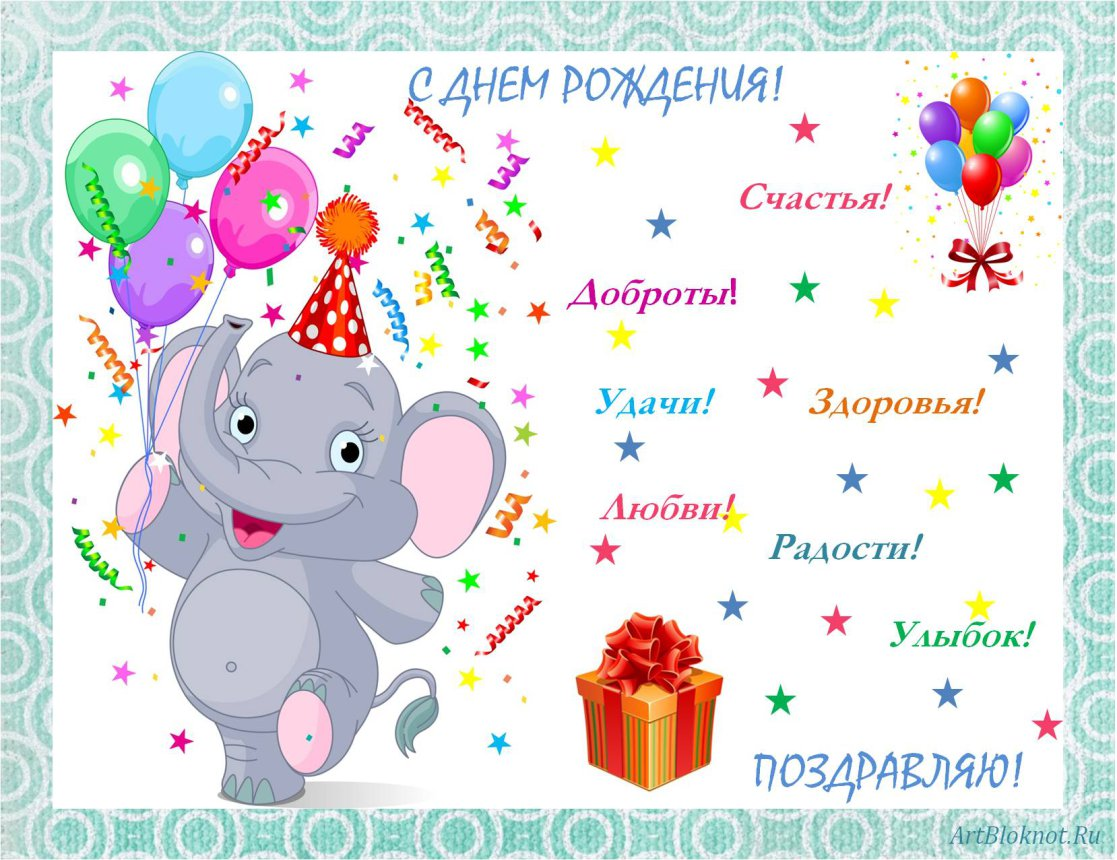 С ДНЕМ РОЖДЕНИЯ!
Счастья!
Доброты!
Удачи!
Здоровья!
Любви!
Радости!
Улыбок!
ПОЗДРАВЛЯЮ!
ArtBloknot.Ru